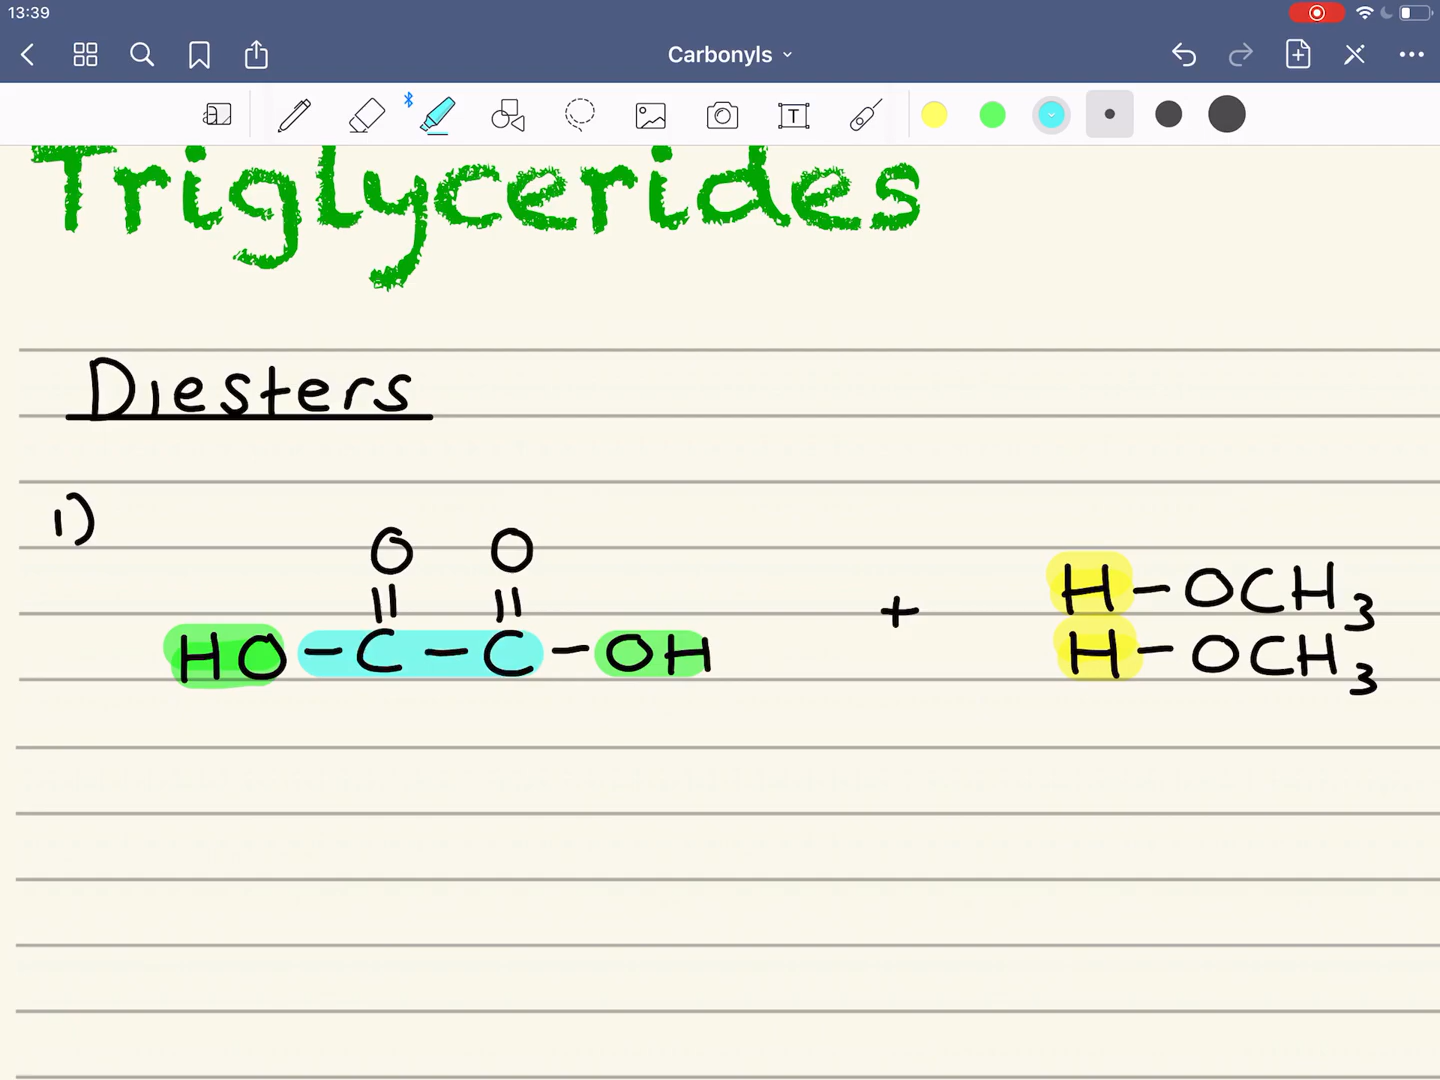 13:39
Carbonyls
T
Triglycerides
Diesters
1)
O O
|| ||
HO – C – C – OH + H – OCH3
H – OCH3